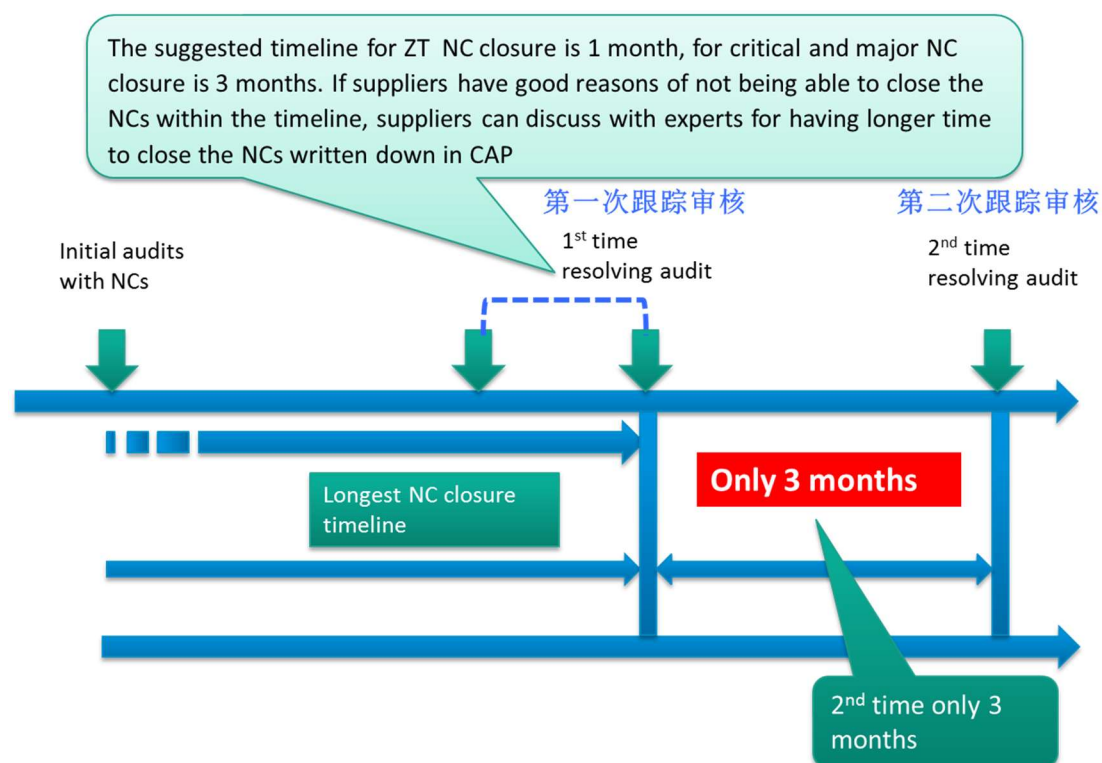 The suggested timeline for ZT NC closure is 1 month, for critical and major NC
closure is 3 months. If suppliers have good reasons of not being able to close the
NCs within the timeline, suppliers can discuss with experts for having longer time
to close the NCs written down in CAP
第一次跟踪审核
第二次跟踪审核
Initial audits
with NCs
1st time
resolving audit
2nd time
resolving audit
Longest NC closure
timeline
Only 3 months
2nd time only 3
months